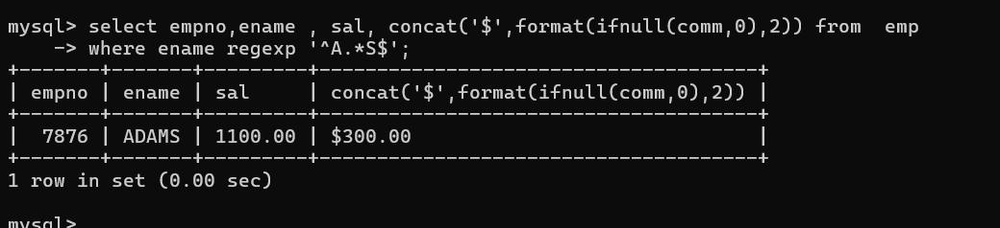 mysql> select empno,ename , sal, concat('$',format(ifnull(comm,0),2)) from  emp
    -> where ename regexp '^A.*S$';
+-------+-------+---------+--------------------------------------+
| empno | ename | sal     | concat('$',format(ifnull(comm,0),2)) |
+-------+-------+---------+--------------------------------------+
|  7876 | ADAMS | 1100.00 | $300.00                              |
+-------+-------+---------+--------------------------------------+
1 row in set (0.00 sec)
mysql>